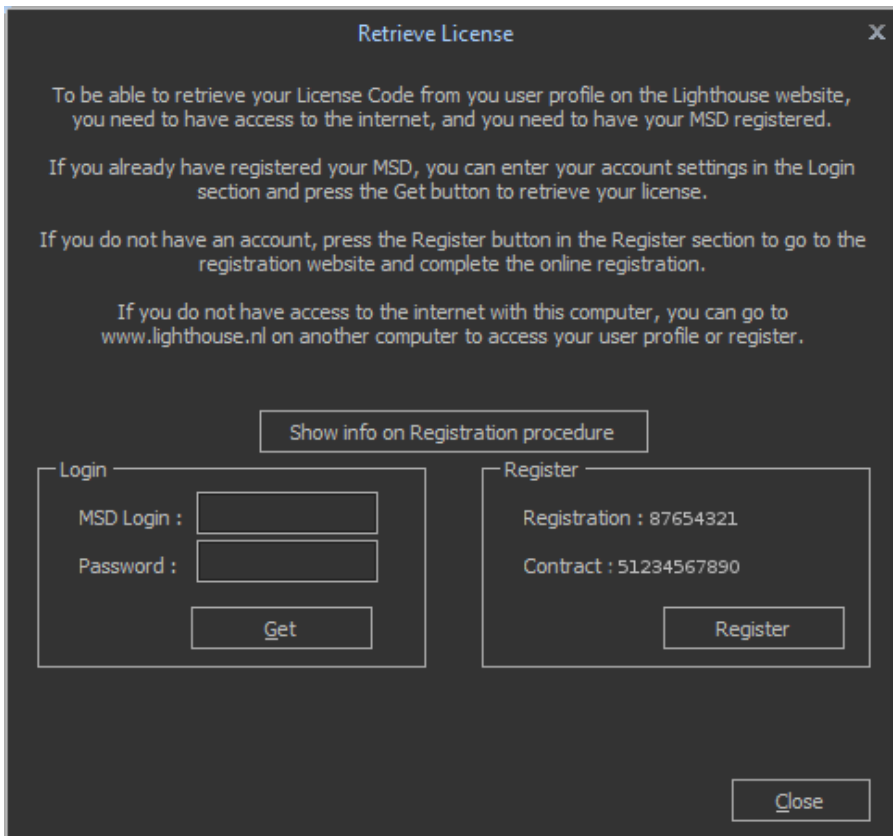 Retrieve License
X
To be able to retrieve your License Code from you user profile on the Lighthouse website,
you need to have access to the internet, and you need to have your MSD registered.
If you already have registered your MSD, you can enter your account settings in the Login
section and press the Get button to retrieve your license.
If you do not have an account, press the Register button in the Register section to go to the
registration website and complete the online registration.
If you do not have access to the internet with this computer, you can go to
www.lighthouse.nl on another computer to access your user profile or register.
Show info on Registration procedure
Login
MSD Login :
Password :
Get
Register
Registration : 87654321
Contract : 51234567890
Register
Close